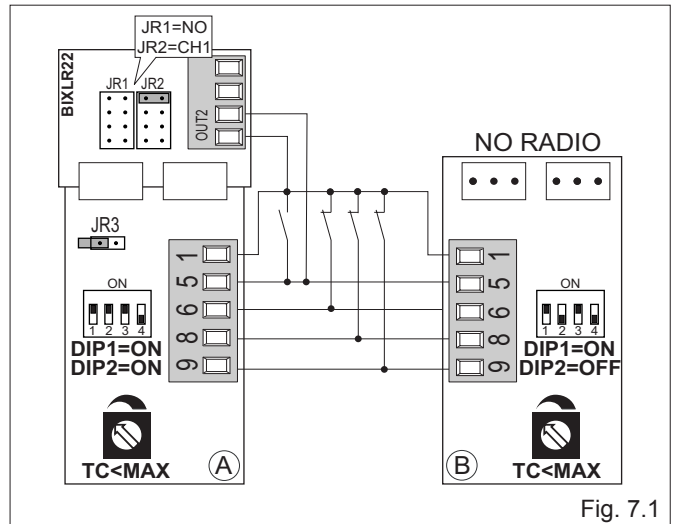 JR1=NO
JR2=CH1
BIXLR22
JR1 JR2
OUT2
NO RADIO
JR3
ON
1 2 3 4
DIP1=ON
DIP2=ON
TC<MAX
A
1
5
6
8
9
1
5
6
8
9
ON
1 2 3 4
DIP1=ON
DIP2=OFF
TC<MAX
B
Fig. 7.1